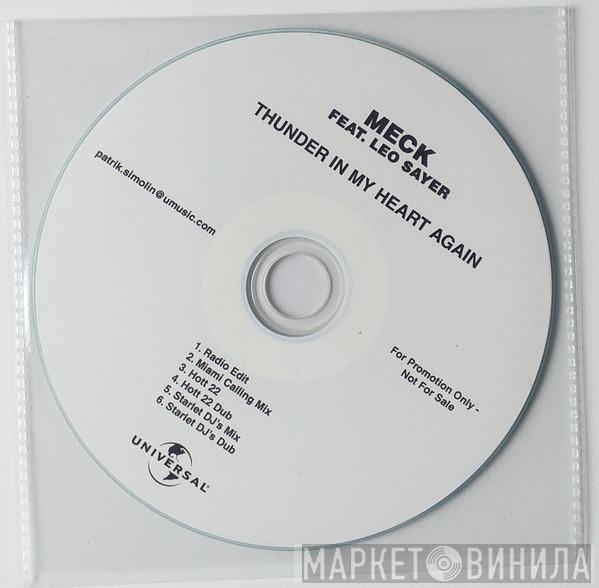 MECK
FEAT. LEO SAYER
THUNDER IN MY HEART AGAIN
patrik.simolin@umusic.com
1. Radio Edit
2. Miami Calling Mix
3. Hott 22
4. Hott 22 Dub
5. Starlet DJ's Mix
6. Starlet DJ's Dub
For Promotion Only -
Not For Sale
UNIVERSAL®
МАРКЕТ ВИНИЛА